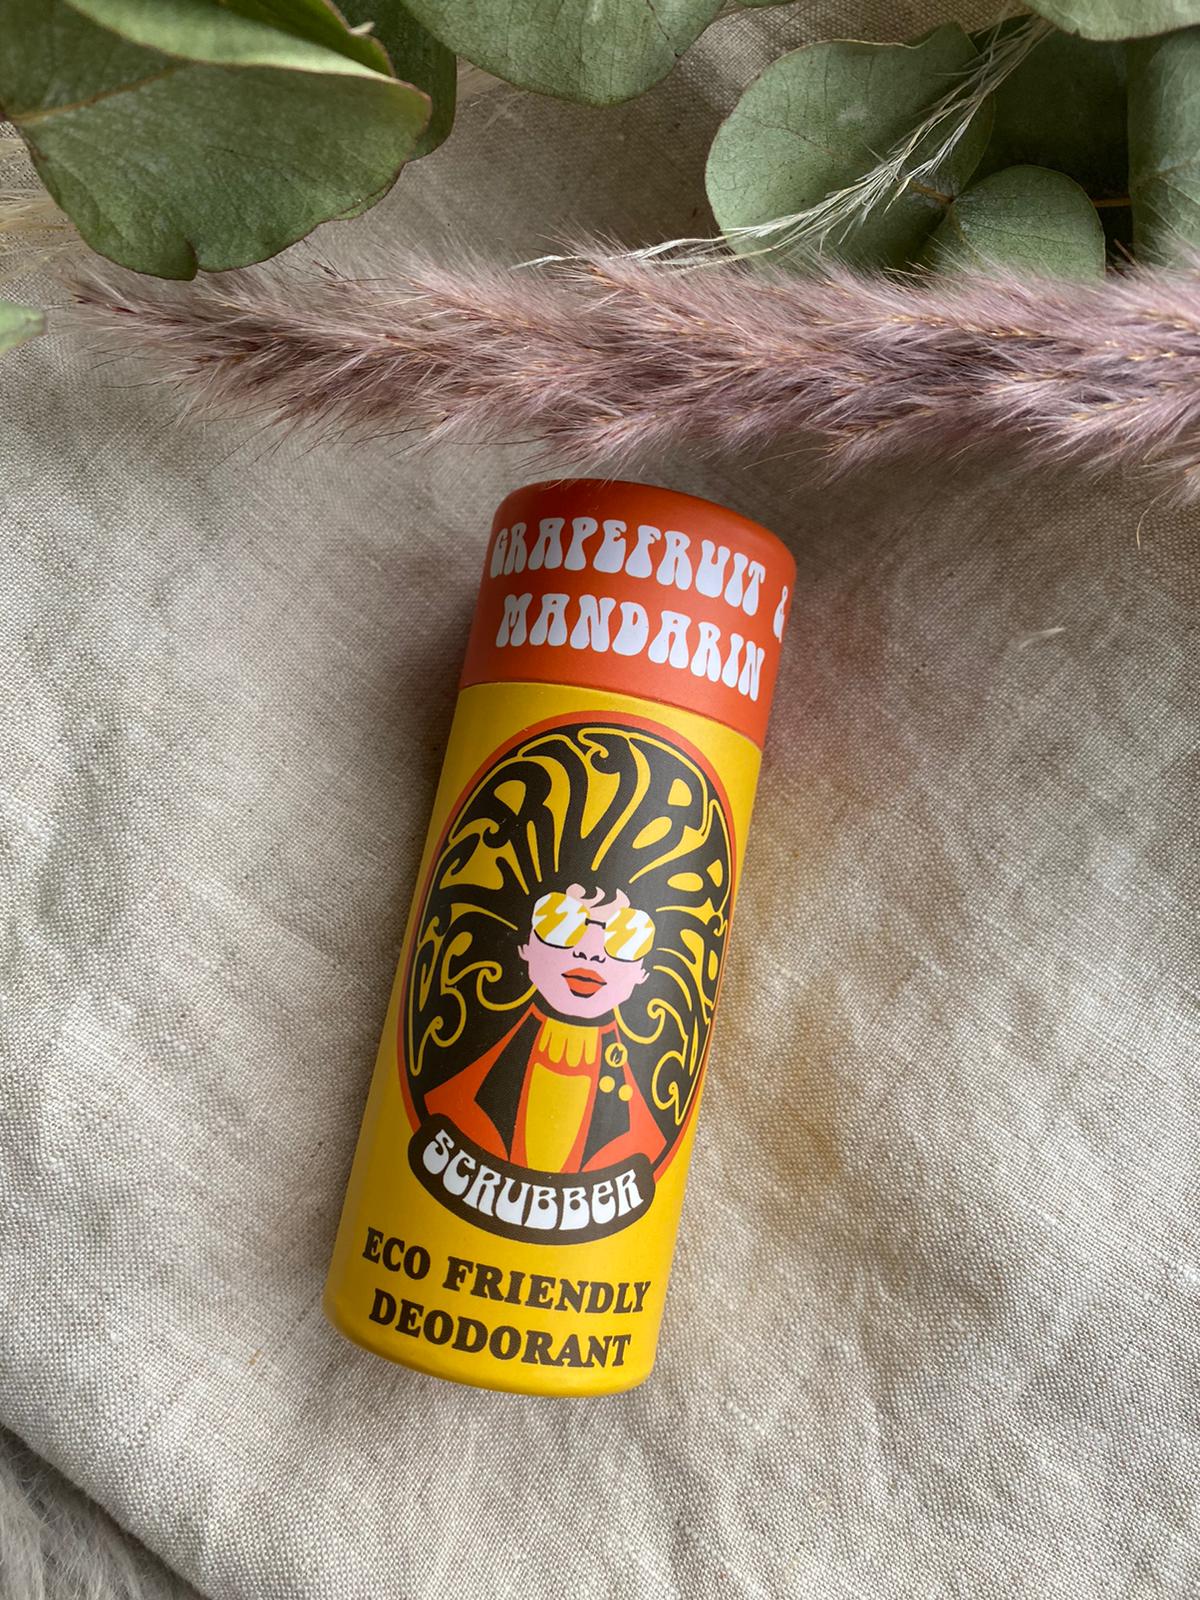 GRAPEFRUIT &
MANDARIN
SCRUBBER
SCRUBBER
ECO FRIENDLY
DEODORANT